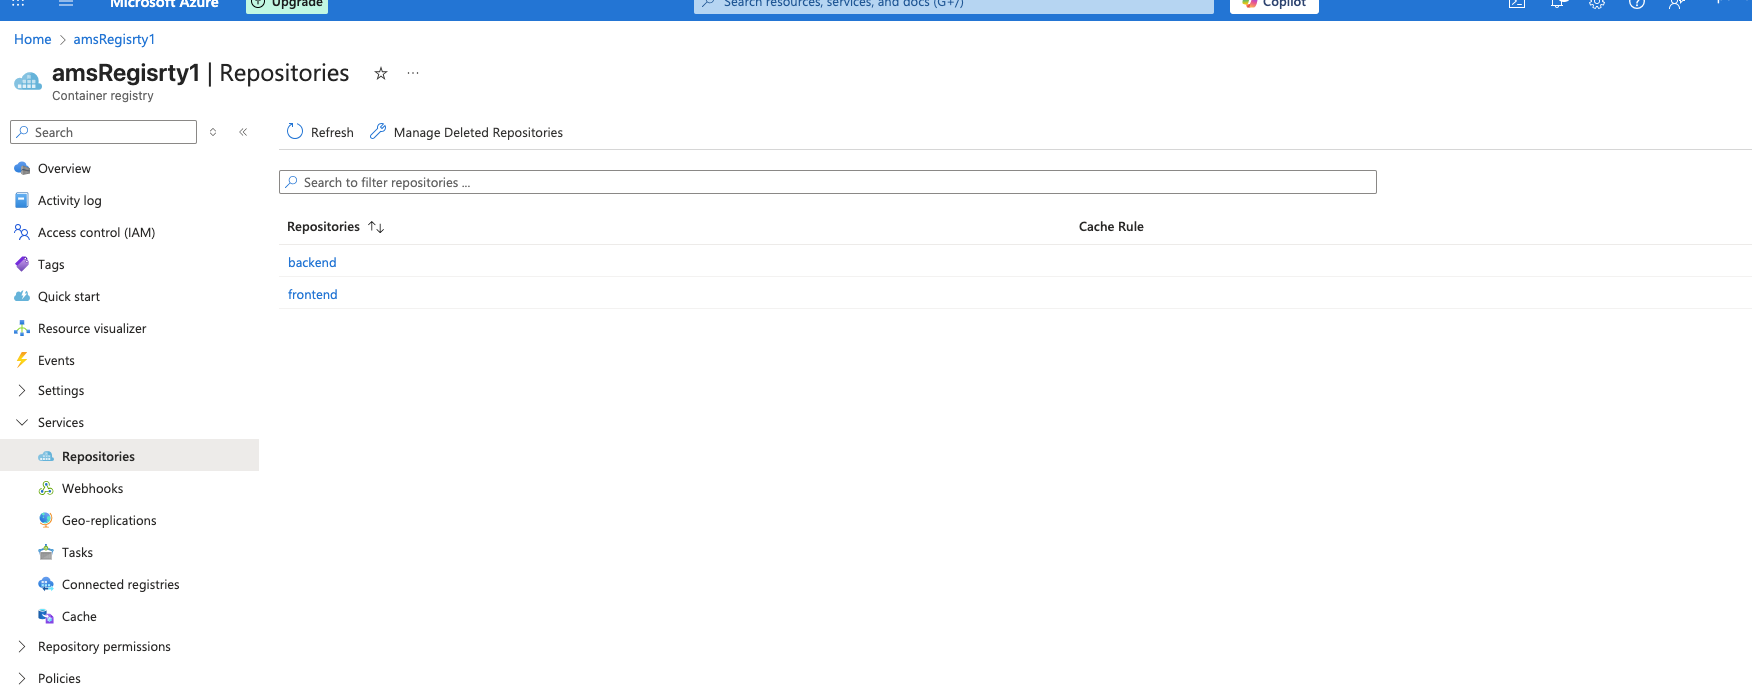 Microsoft Azure
Upgrade
Search resources, services, and docs (G+/)
Copilot
Home > amsRegisrty1
amsRegisrty1 | Repositories
Container registry
Search
Refresh
Manage Deleted Repositories
Overview
Activity log
Access control (IAM)
Tags
Quick start
Resource visualizer
Events
Settings
Services
Repositories
Webhooks
Geo-replications
Tasks
Connected registries
Cache
Repository permissions
Policies
Search to filter repositories ...
Repositories Cache Rule
backend
frontend